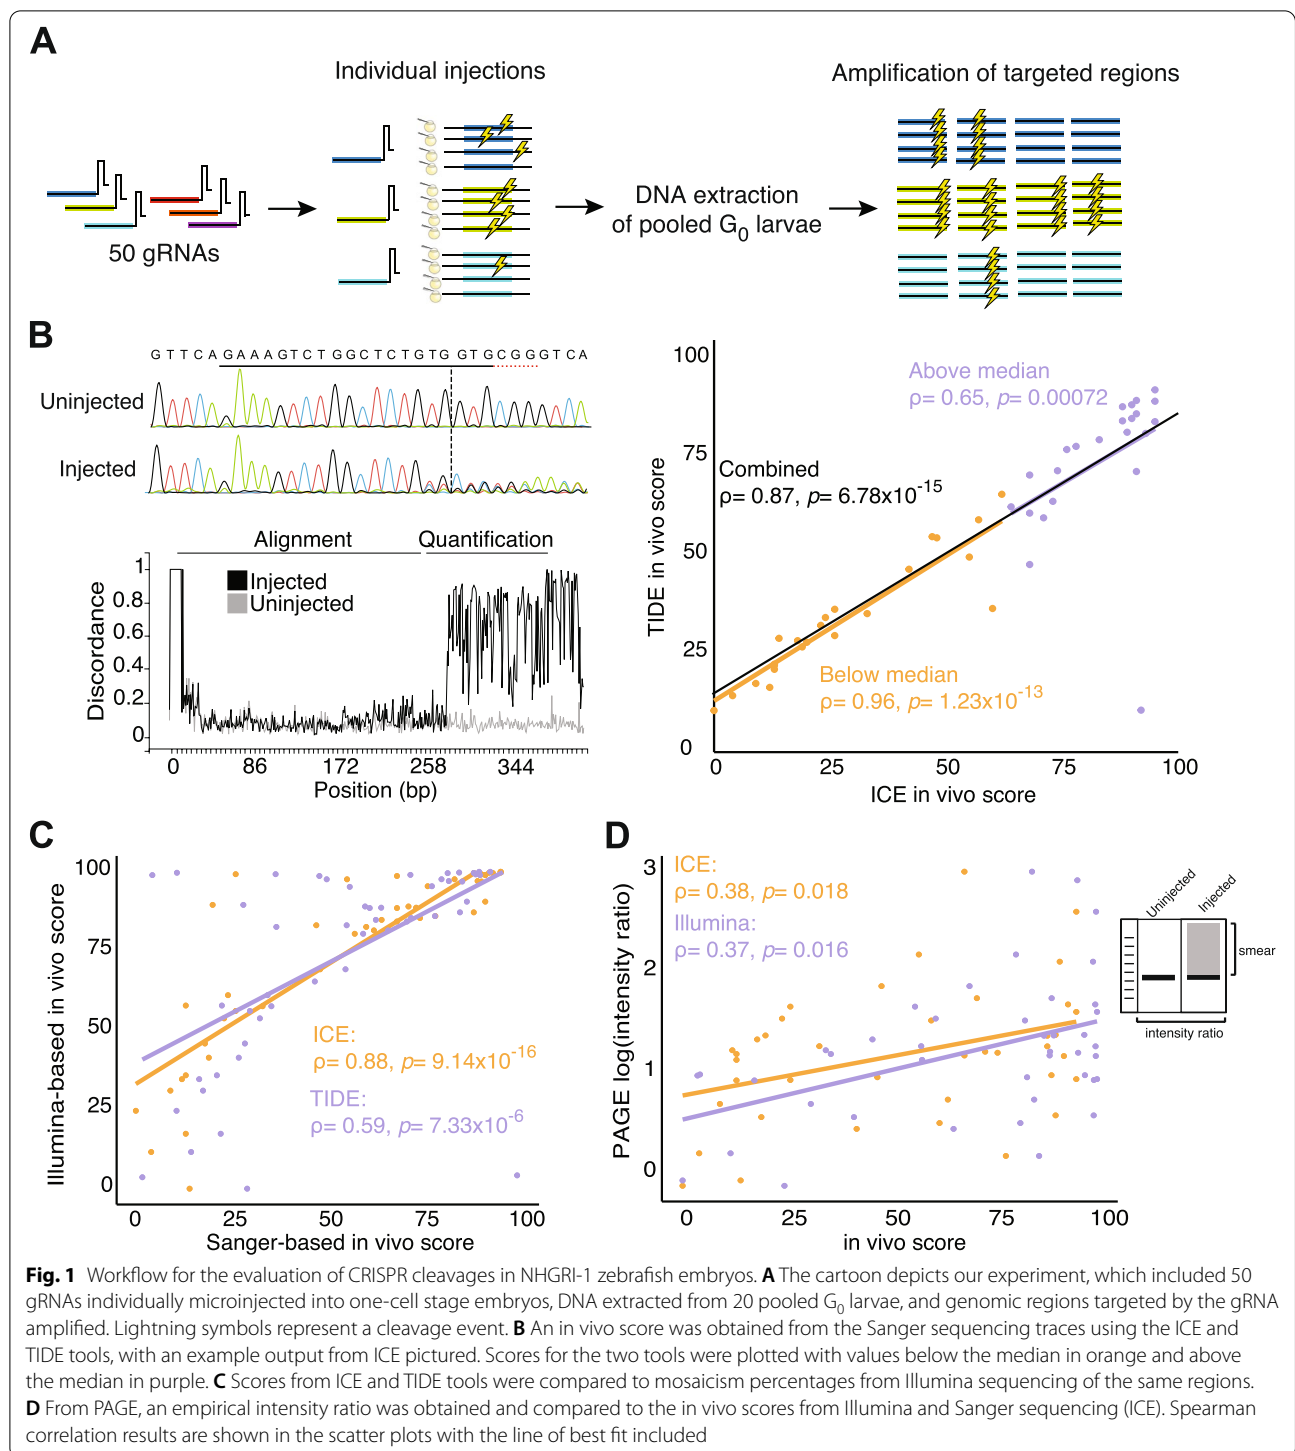 A
Individual injections
Amplification of targeted regions
50 gRNAs
DNA extraction
of pooled G0 larvae
B
G T T C A G A A A G T C T G G C T C T G T G G T G C G G G T C A
Uninjected
Injected
Alignment
Quantification
Discordance
1
0.8
0.6
0.4
0.2
0
Injected
Uninjected
0
86
172
258
344
Position (bp)
TIDE in vivo score
100
75
50
25
0
Above median
ρ= 0.65, p= 0.00072
Combined
ρ= 0.87, p= 6.78x10-15
Below median
ρ= 0.96, p= 1.23x10-13
0
25
50
75
100
ICE in vivo score
C
Illumina-based in vivo score
100
75
50
25
0
ICE:
ρ= 0.88, p= 9.14x10-16
TIDE:
ρ= 0.59, p= 7.33x10-6
0
25
50
75
100
Sanger-based in vivo score
D
PAGE log(intensity ratio)
3
2
1
0
ICE:
ρ= 0.38, p= 0.018
Illumina:
ρ= 0.37, p= 0.016
0
25
50
75
100
in vivo score
Uninjected
Injected
smear
intensity ratio
Fig. 1 Workflow for the evaluation of CRISPR cleavages in NHGRI-1 zebrafish embryos. A The cartoon depicts our experiment, which included 50
gRNAs individually microinjected into one-cell stage embryos, DNA extracted from 20 pooled G0 larvae, and genomic regions targeted by the gRNA
amplified. Lightning symbols represent a cleavage event. B An in vivo score was obtained from the Sanger sequencing traces using the ICE and
TIDE tools, with an example output from ICE pictured. Scores for the two tools were plotted with values below the median in orange and above
the median in purple. C Scores from ICE and TIDE tools were compared to mosaicism percentages from Illumina sequencing of the same regions.
D From PAGE, an empirical intensity ratio was obtained and compared to the in vivo scores from Illumina and Sanger sequencing (ICE). Spearman
correlation results are shown in the scatter plots with the line of best fit included